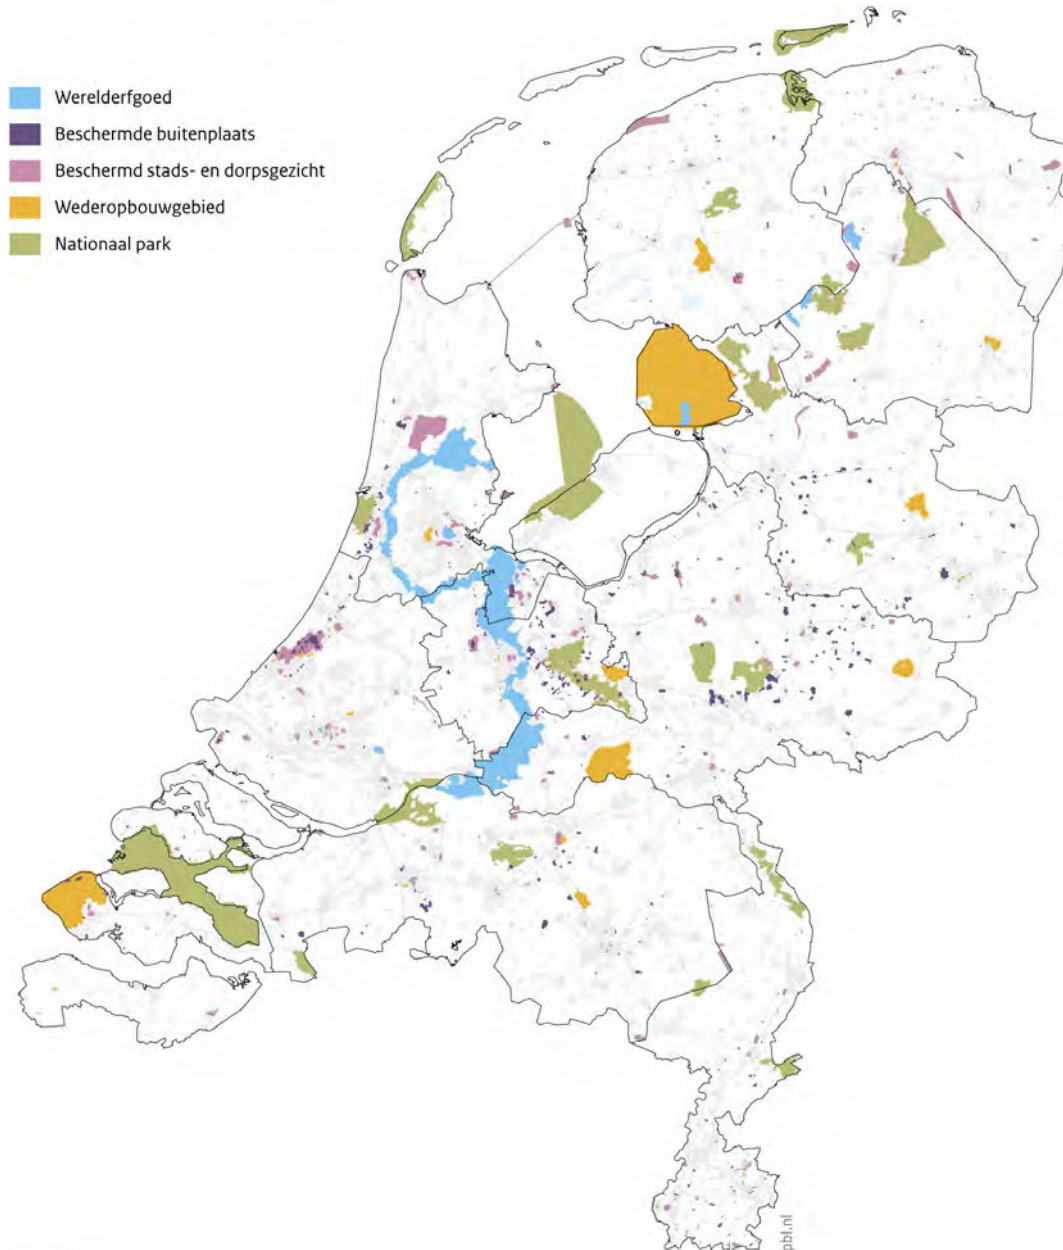 Werelderfgoed
Beschermde buitenplaats
Beschermd stads- en dorpsgezicht
Wederopbouwgebied
Nationaal park
pbl.nl